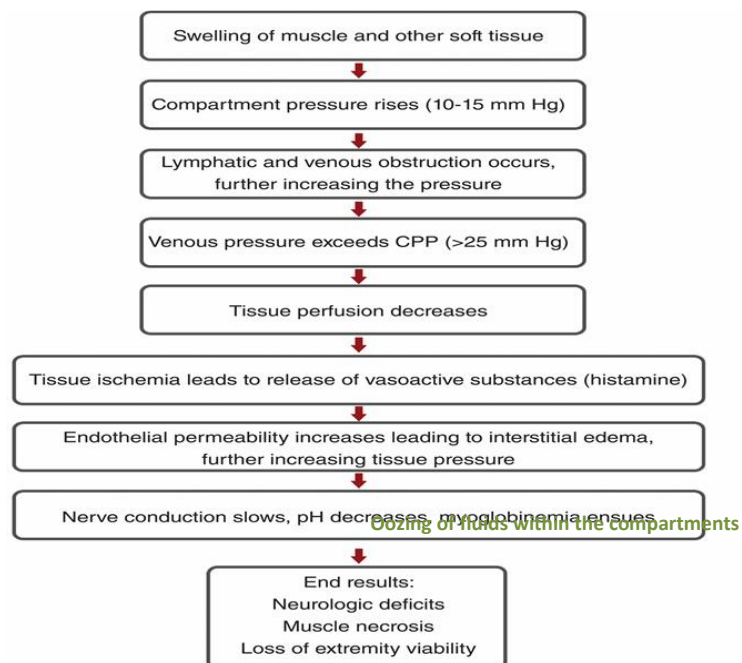 Swelling of muscle and other soft tissue
Compartment pressure rises (10-15 mm Hg)
Lymphatic and venous obstruction occurs,
further increasing the pressure
Venous pressure exceeds CPP (>25 mm Hg)
Tissue perfusion decreases
Tissue ischemia leads to release of vasoactive substances (histamine)
Endothelial permeability increases leading to interstitial edema,
further increasing tissue pressure
Nerve conduction slows, pH decreases, myoglobinemia ensues
Oozing of fluids within the compartments
End results:
Neurologic deficits
Muscle necrosis
Loss of extremity viability